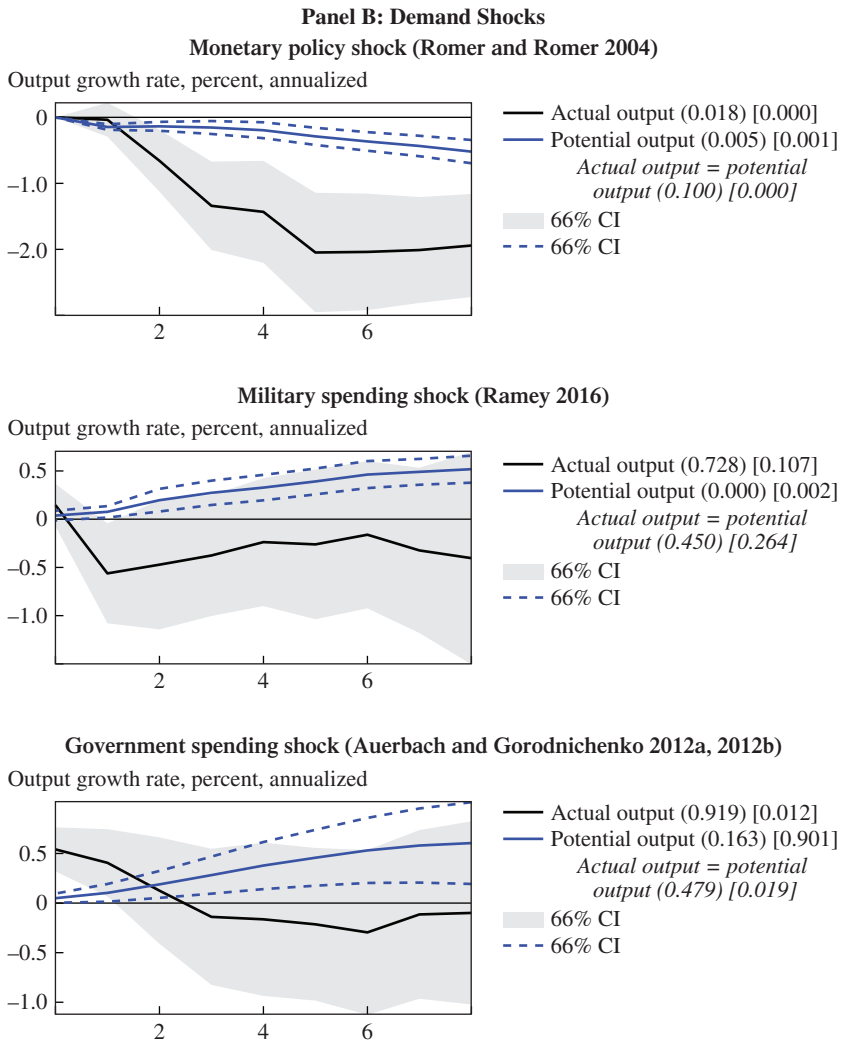 Panel B: Demand Shocks
Monetary policy shock (Romer and Romer 2004)
Output growth rate, percent, annualized
0
–1.0
–2.0
2 4 6
Actual output (0.018) [0.000]
Potential output (0.005) [0.001]
Actual output = potential
output (0.100) [0.000]
66% CI
66% CI
Military spending shock (Ramey 2016)
Output growth rate, percent, annualized
0.5
0
–0.5
–1.0
2 4 6
Actual output (0.728) [0.107]
Potential output (0.000) [0.002]
Actual output = potential
output (0.450) [0.264]
66% CI
66% CI
Government spending shock (Auerbach and Gorodnichenko 2012a, 2012b)
Output growth rate, percent, annualized
0.5
0
–0.5
–1.0
2 4 6
Actual output (0.919) [0.012]
Potential output (0.163) [0.901]
Actual output = potential
output (0.479) [0.019]
66% CI
66% CI